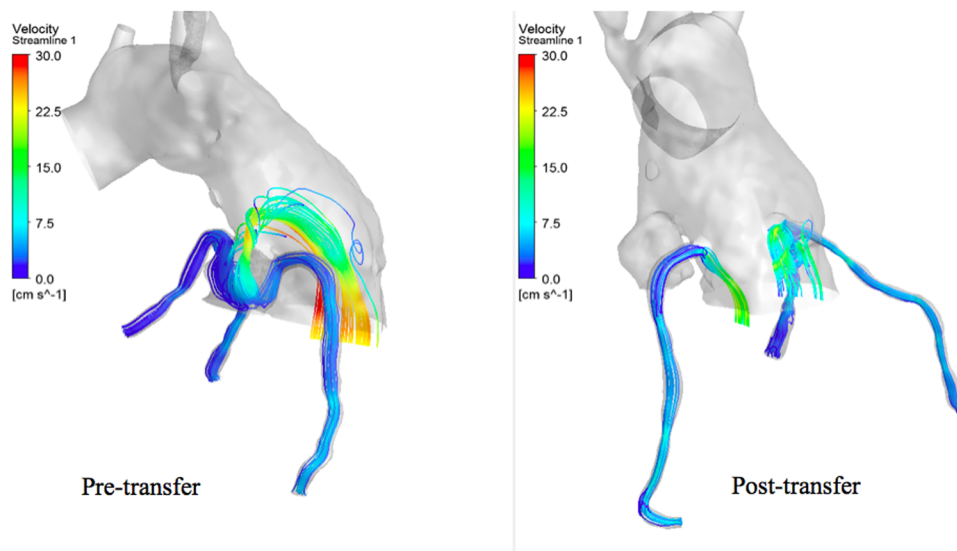 Velocity
Streamline 1
30.0
22.5
15.0
7.5
0.0
[cm s^-1]
Pre-transfer
Velocity
Streamline 1
30.0
22.5
15.0
7.5
0.0
[cm s^-1]
Post-transfer